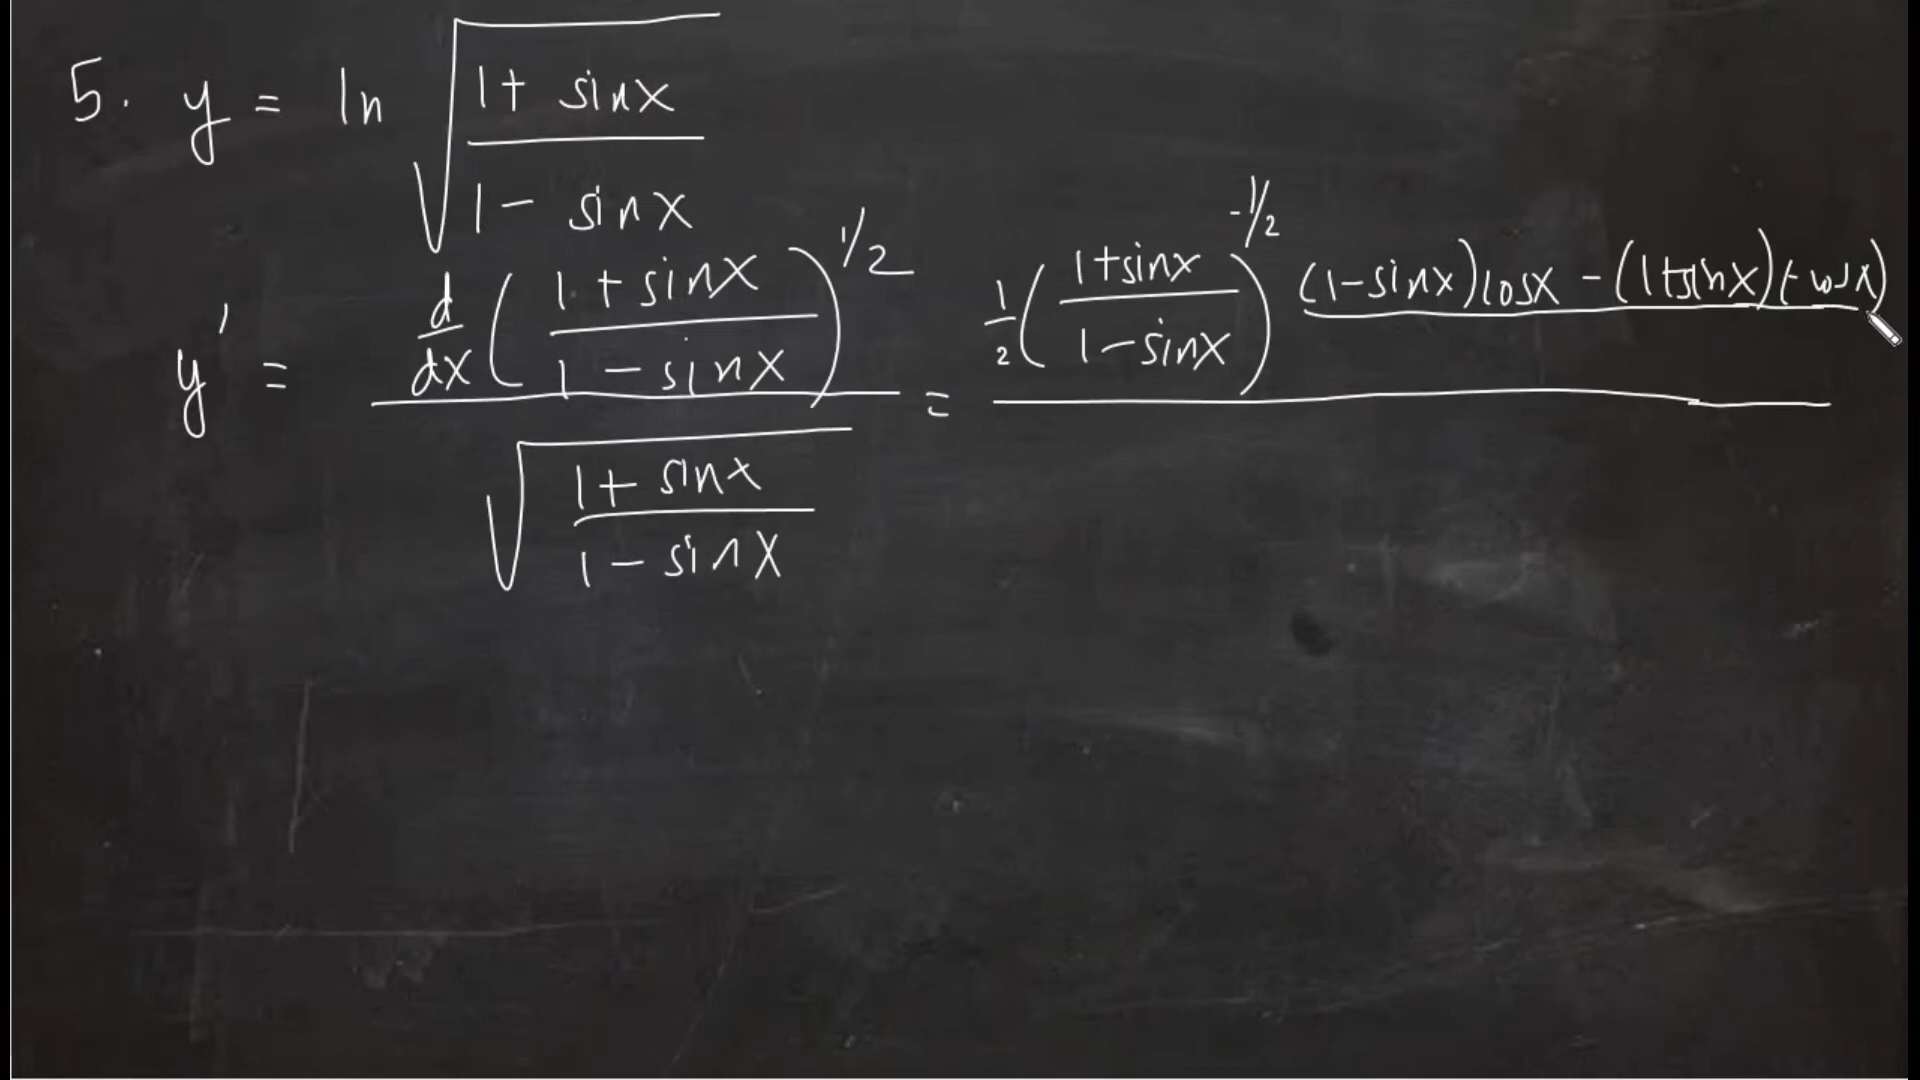 5. y = ln √((1 + sinx)/(1 - sinx))
y' = (d/dx ((1 + sinx)/(1 - sinx))^1/2)/(√((1 + sinx)/(1 - sinx))) = 1/2 ((1+sinx)/(1-sinx))^-1/2 (1-sinx)cosx - (1+sinx)(-cosx)